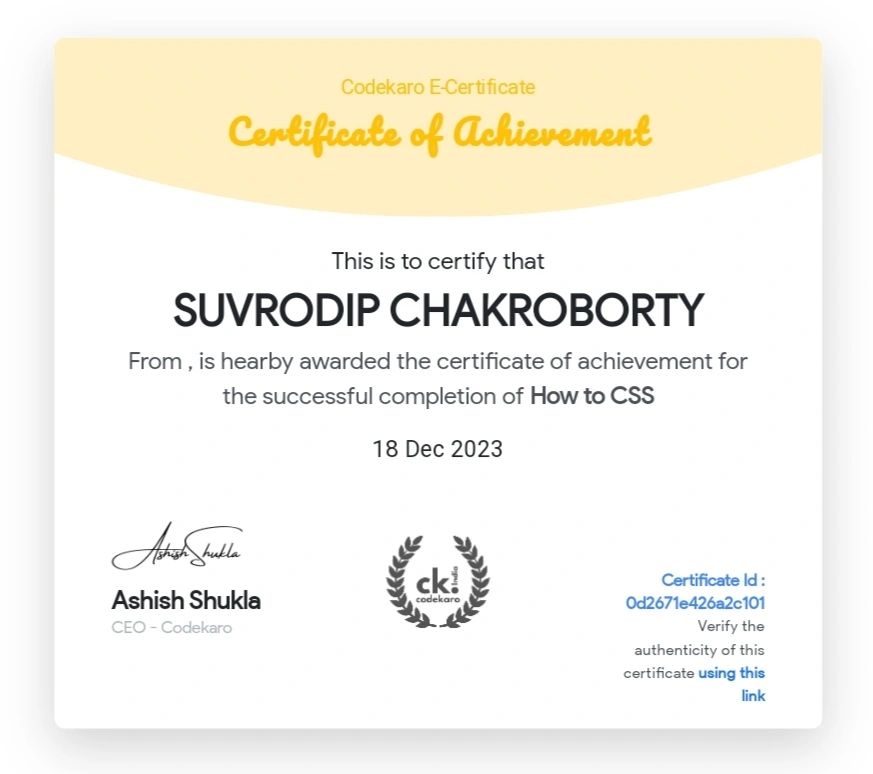 Codekaro E-Certificate
Certificate of Achievement
This is to certify that
SUVRODIP CHAKROBORTY
From , is hearby awarded the certificate of achievement for
the successful completion of How to CSS
18 Dec 2023
Ashish Shukla
Ashish Shukla
CEO - Codekaro
ck! India
codekaro
Certificate Id :
0d2671e426a2c101
Verify the
authenticity of this
certificate using this
link